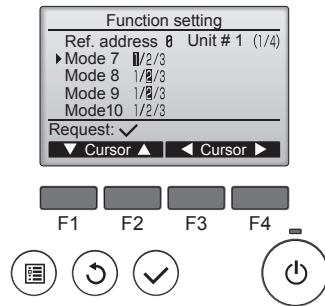 Function setting
Ref. address 0 Unit # 1 (1/4)
Mode 7 1/2/3
Mode 8 1/2/3
Mode 9 1/2/3
Mode10 1/2/3
Request: ✓
▼ Cursor ▲ ◀ Cursor ▶
F1 F2 F3 F4